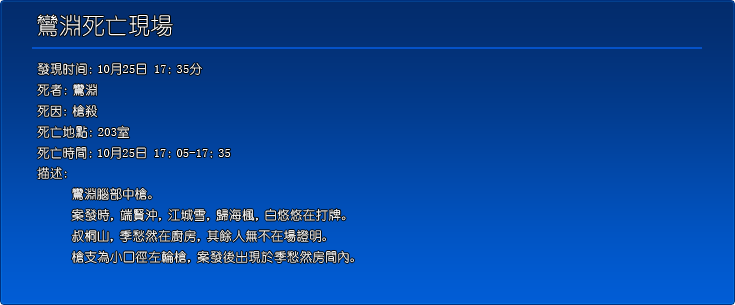 鸞淵死亡現場
發現时间: 10月25日 17: 35分
死者: 鸞淵
死因: 槍殺
死亡地點: 203室
死亡時間: 10月25日 17: 05-17: 35
描述:
鸞淵腦部中槍。
案發時, 端賢沖, 江城雪, 歸海楓, 白悠悠在打牌。
叔桐山, 季愁然在廚房, 其餘人無不在場證明。
槍支為小口徑左輪槍, 案發後出現於季愁然房間內。